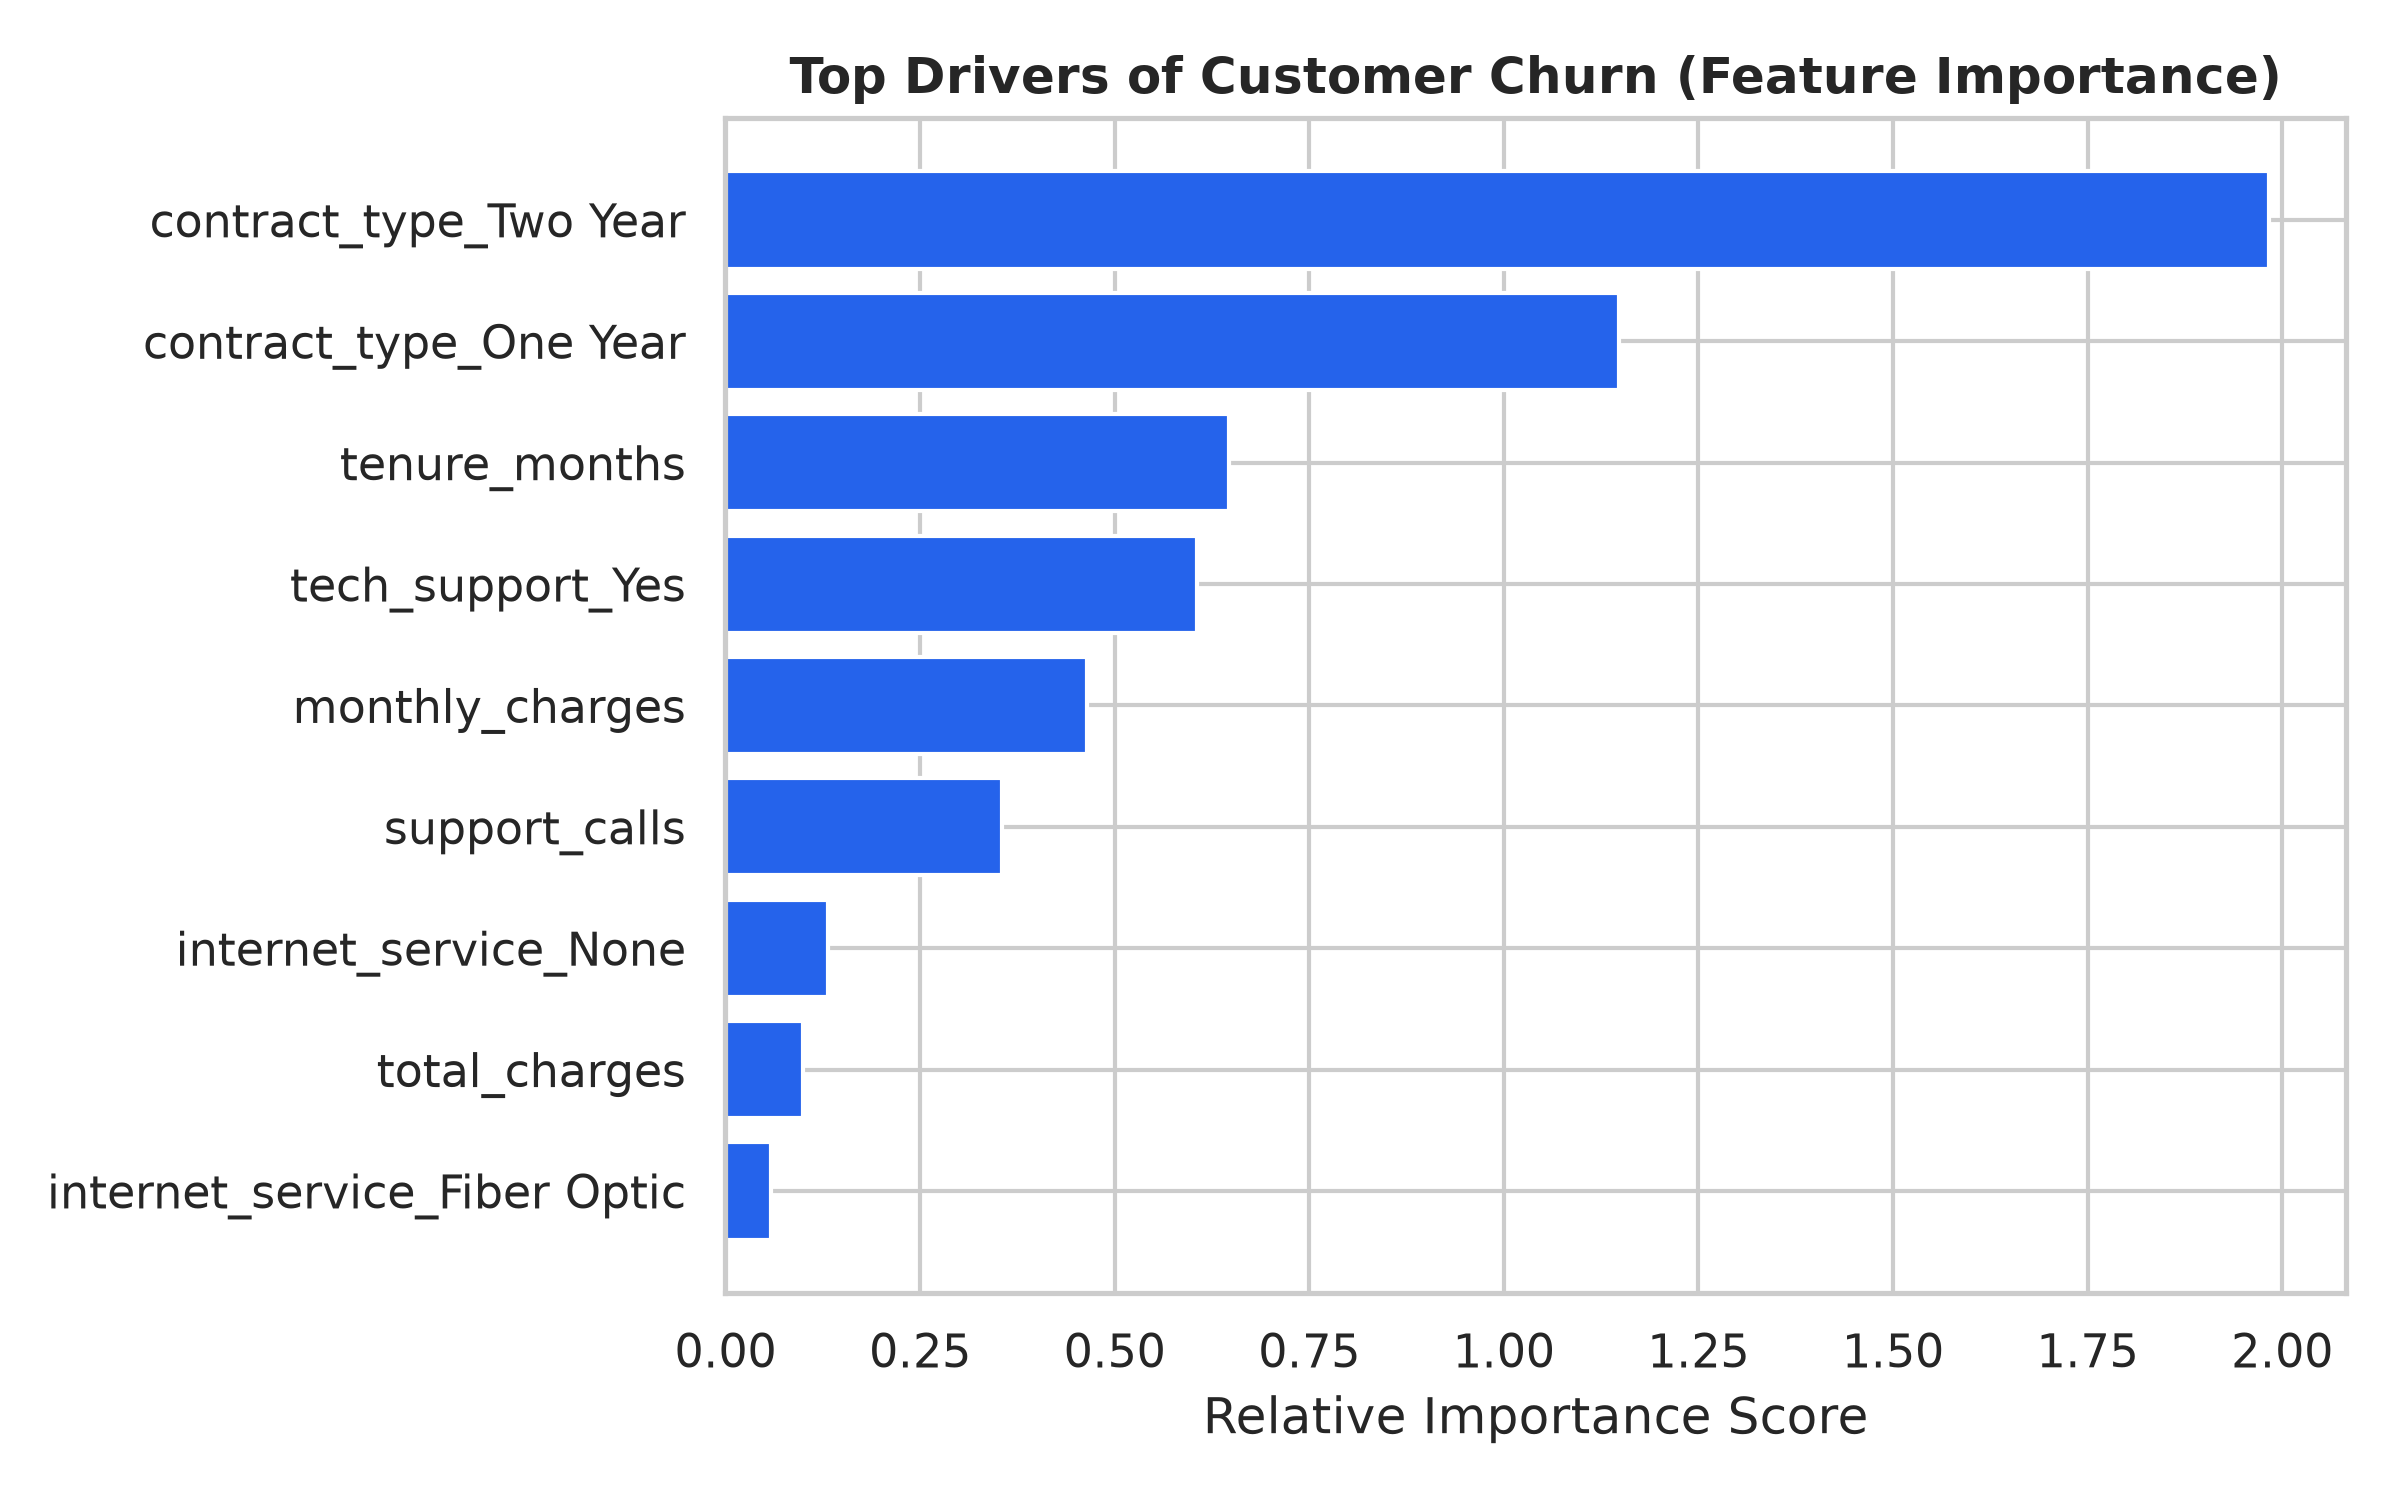 Top Drivers of Customer Churn (Feature Importance)
contract_type_Two Year
contract_type_One Year
tenure_months
tech_support_Yes
monthly_charges
support_calls
internet_service_None
total_charges
internet_service_Fiber Optic
0.00 0.25 0.50 0.75 1.00 1.25 1.50 1.75 2.00
Relative Importance Score